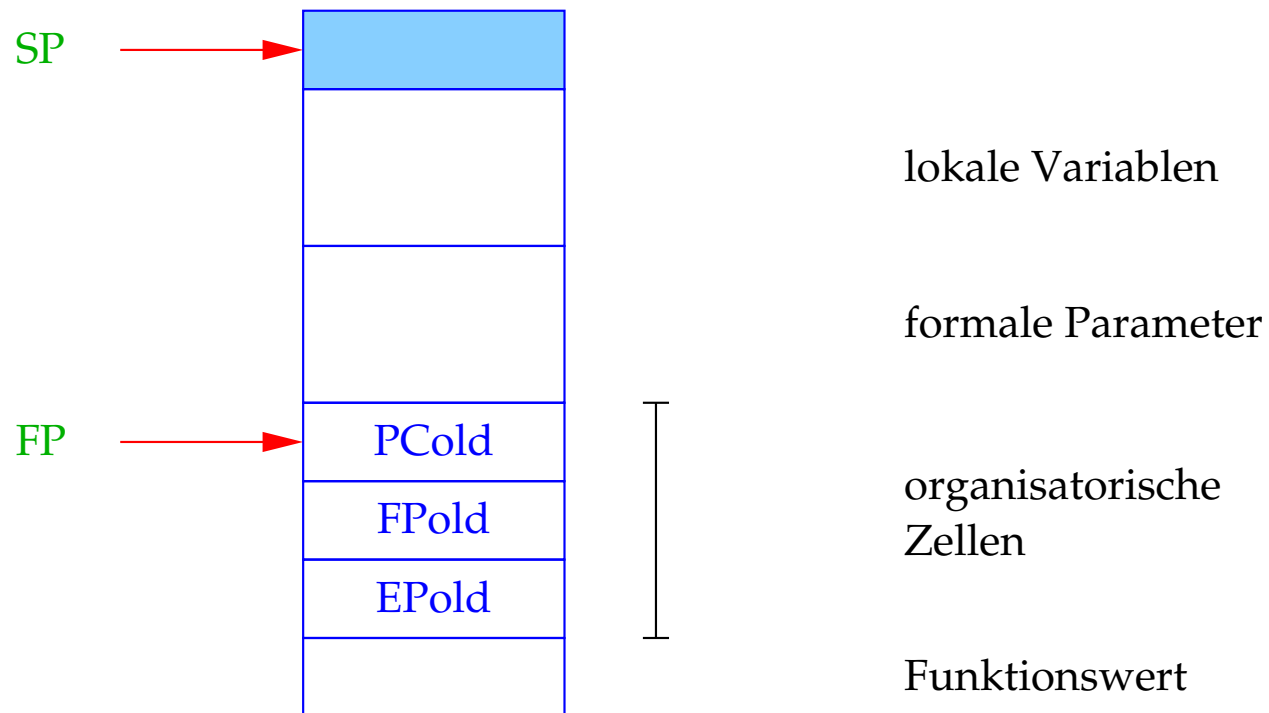 SP
lokale Variablen
formale Parameter
FP
PCold
FPold
EPold
organisatorische
Zellen
Funktionswert